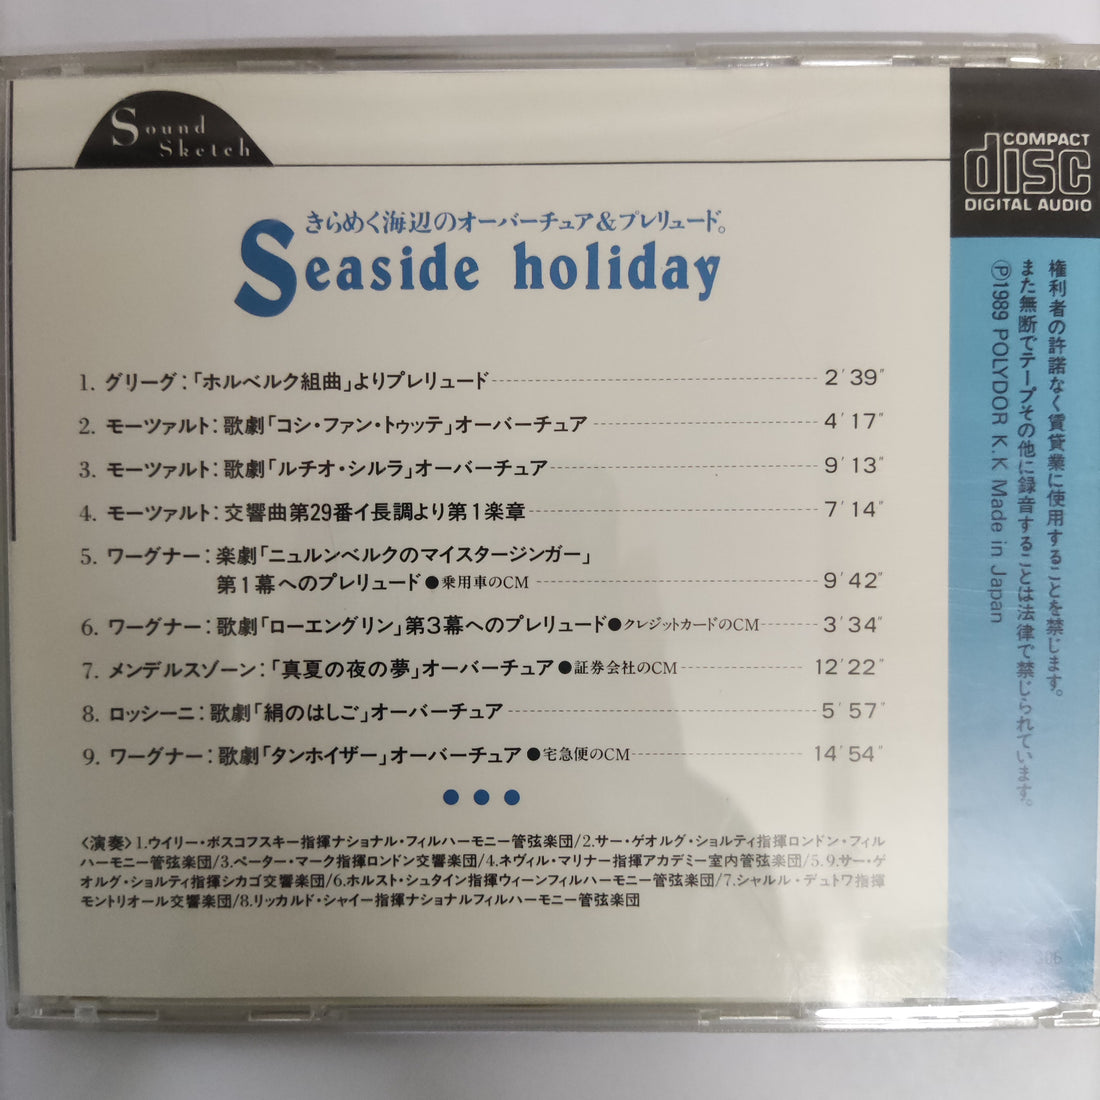 Sound
Sketch
きらめく海辺のオーバーチュア&プレリュード。
Seaside holiday
1. グリーグ:「ホルベルク組曲」よりプレリュード 2′39″
2. モーツァルト:歌劇「コシ・ファン・トゥッテ」オーバーチュア 4′17″
3. モーツァルト:歌劇「ルチオ・シルラ」オーバーチュア 9′13″
4. モーツァルト:交響曲第29番イ長調より第1楽章 7′14″
5. ワーグナー:楽劇「ニュルンベルクのマイスタージンガー」
第1幕へのプレリュード●乗用車のCM 9′42″
6. ワーグナー:歌劇「ローエングリン」第3幕へのプレリュード●クレジットカードのCM 3′34″
7. メンデルスゾーン:「真夏の夜の夢」オーバーチュア●証券会社のCM 12′22″
8. ロッシーニ:歌劇「絹のはしご」オーバーチュア 5′57″
9. ワーグナー:歌劇「タンホイザー」オーバーチュア●宅急便のCM 14′54″
〈演奏〉1.ウイリー・ボスコフスキー指揮ナショナル・フィルハーモニー管弦楽団/2.サー・ゲオルグ・ショルティ指揮ロンドン・フィル
ハーモニー管弦楽団/3.ペーター・マーク指揮ロンドン交響楽団/4.ネヴィル・マリナー指揮アカデミー室内管弦楽団/5.9.サー・ゲ
オルグ・ショルティ指揮シカゴ交響楽団/6.ホルスト・シュタイン指揮ウィーンフィルハーモニー管弦楽団/7.シャルル・デュトワ指揮
モントリオール交響楽団/8.リッカルド・シャイー指揮ナショナルフィルハーモニー管弦楽団
COMPACT
disc
DIGITAL AUDIO
権利者の許諾なく賃貸業に使用することを禁じます。
また無断でテープその他に録音することは法律で禁じられています。
Ⓟ1989 POLYDOR K.K Made in Japan